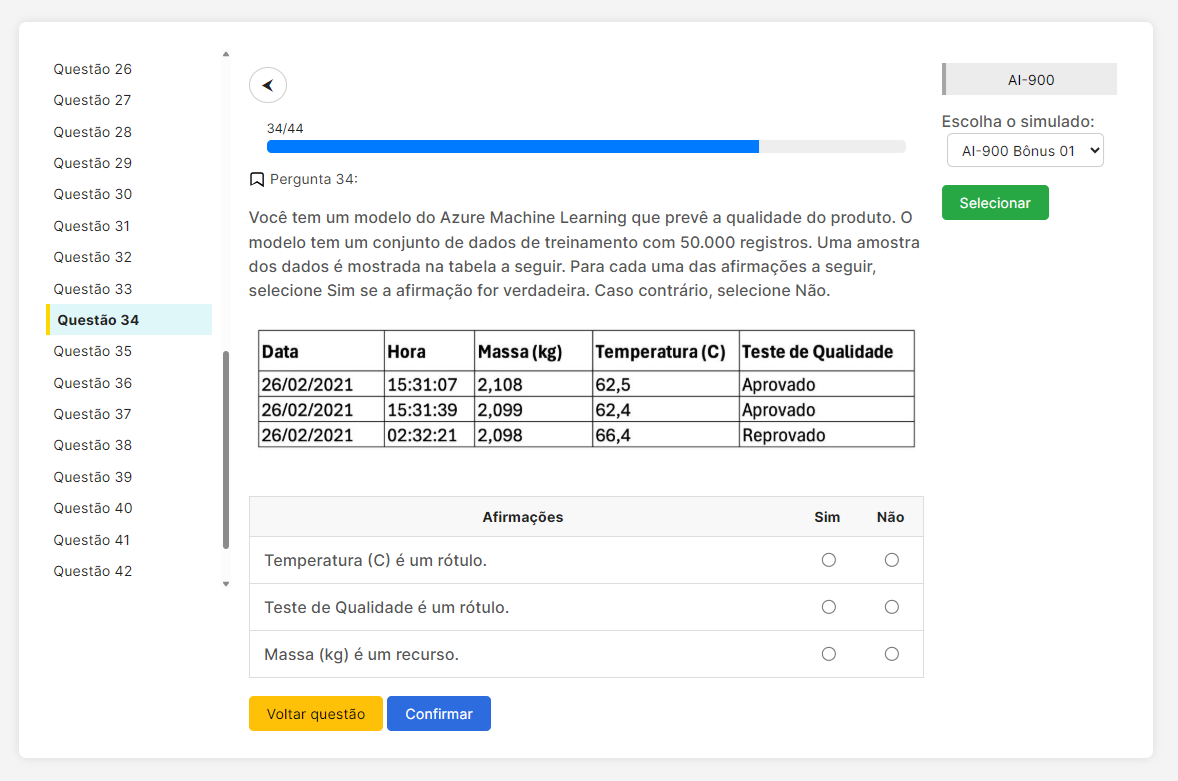 Questão 26
Questão 27
Questão 28
Questão 29
Questão 30
Questão 31
Questão 32
Questão 33
Questão 34
Questão 35
Questão 36
Questão 37
Questão 38
Questão 39
Questão 40
Questão 41
Questão 42
34/44
Pergunta 34:
Você tem um modelo do Azure Machine Learning que prevê a qualidade do produto. O
modelo tem um conjunto de dados de treinamento com 50.000 registros. Uma amostra
dos dados é mostrada na tabela a seguir. Para cada uma das afirmações a seguir,
selecione Sim se a afirmação for verdadeira. Caso contrário, selecione Não.
Data Hora Massa (kg) Temperatura (C) Teste de Qualidade
26/02/2021 15:31:07 2,108 62,5 Aprovado
26/02/2021 15:31:39 2,099 62,4 Aprovado
26/02/2021 02:32:21 2,098 66,4 Reprovado
Afirmações Sim Não
Temperatura (C) é um rótulo.
Teste de Qualidade é um rótulo.
Massa (kg) é um recurso.
Voltar questão Confirmar
AI-900
Escolha o simulado:
AI-900 Bônus 01
Selecionar